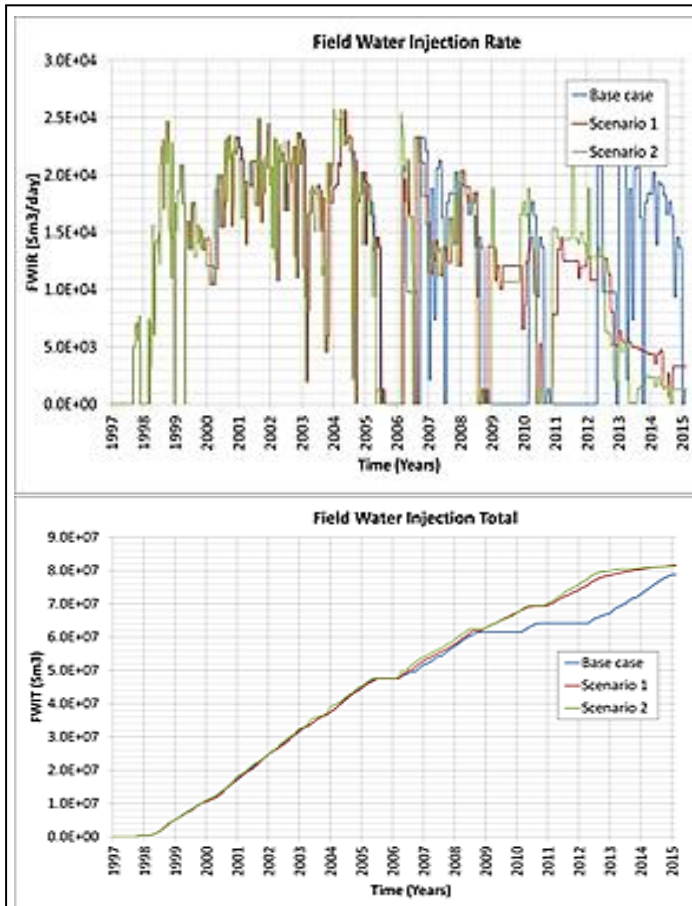 Field Water Injection Rate
3.0E+04
2.5E+04
2.0E+04
1.5E+04
1.0E+04
5.0E+03
0.0E+00
FWIR (Sm3/day)
Base case
Scenario 1
Scenario 2
1997 1998 1999 2000 2001 2002 2003 2004 2005 2006 2007 2008 2009 2010 2011 2012 2013 2014 2015
Time (Years)
Field Water Injection Total
9.0E+07
8.0E+07
7.0E+07
6.0E+07
5.0E+07
4.0E+07
3.0E+07
2.0E+07
1.0E+07
0.0E+00
FWIT (Sm3)
Base case
Scenario 1
Scenario 2
1997 1998 1999 2000 2001 2002 2003 2004 2005 2006 2007 2008 2009 2010 2011 2012 2013 2014 2015
Time (Years)